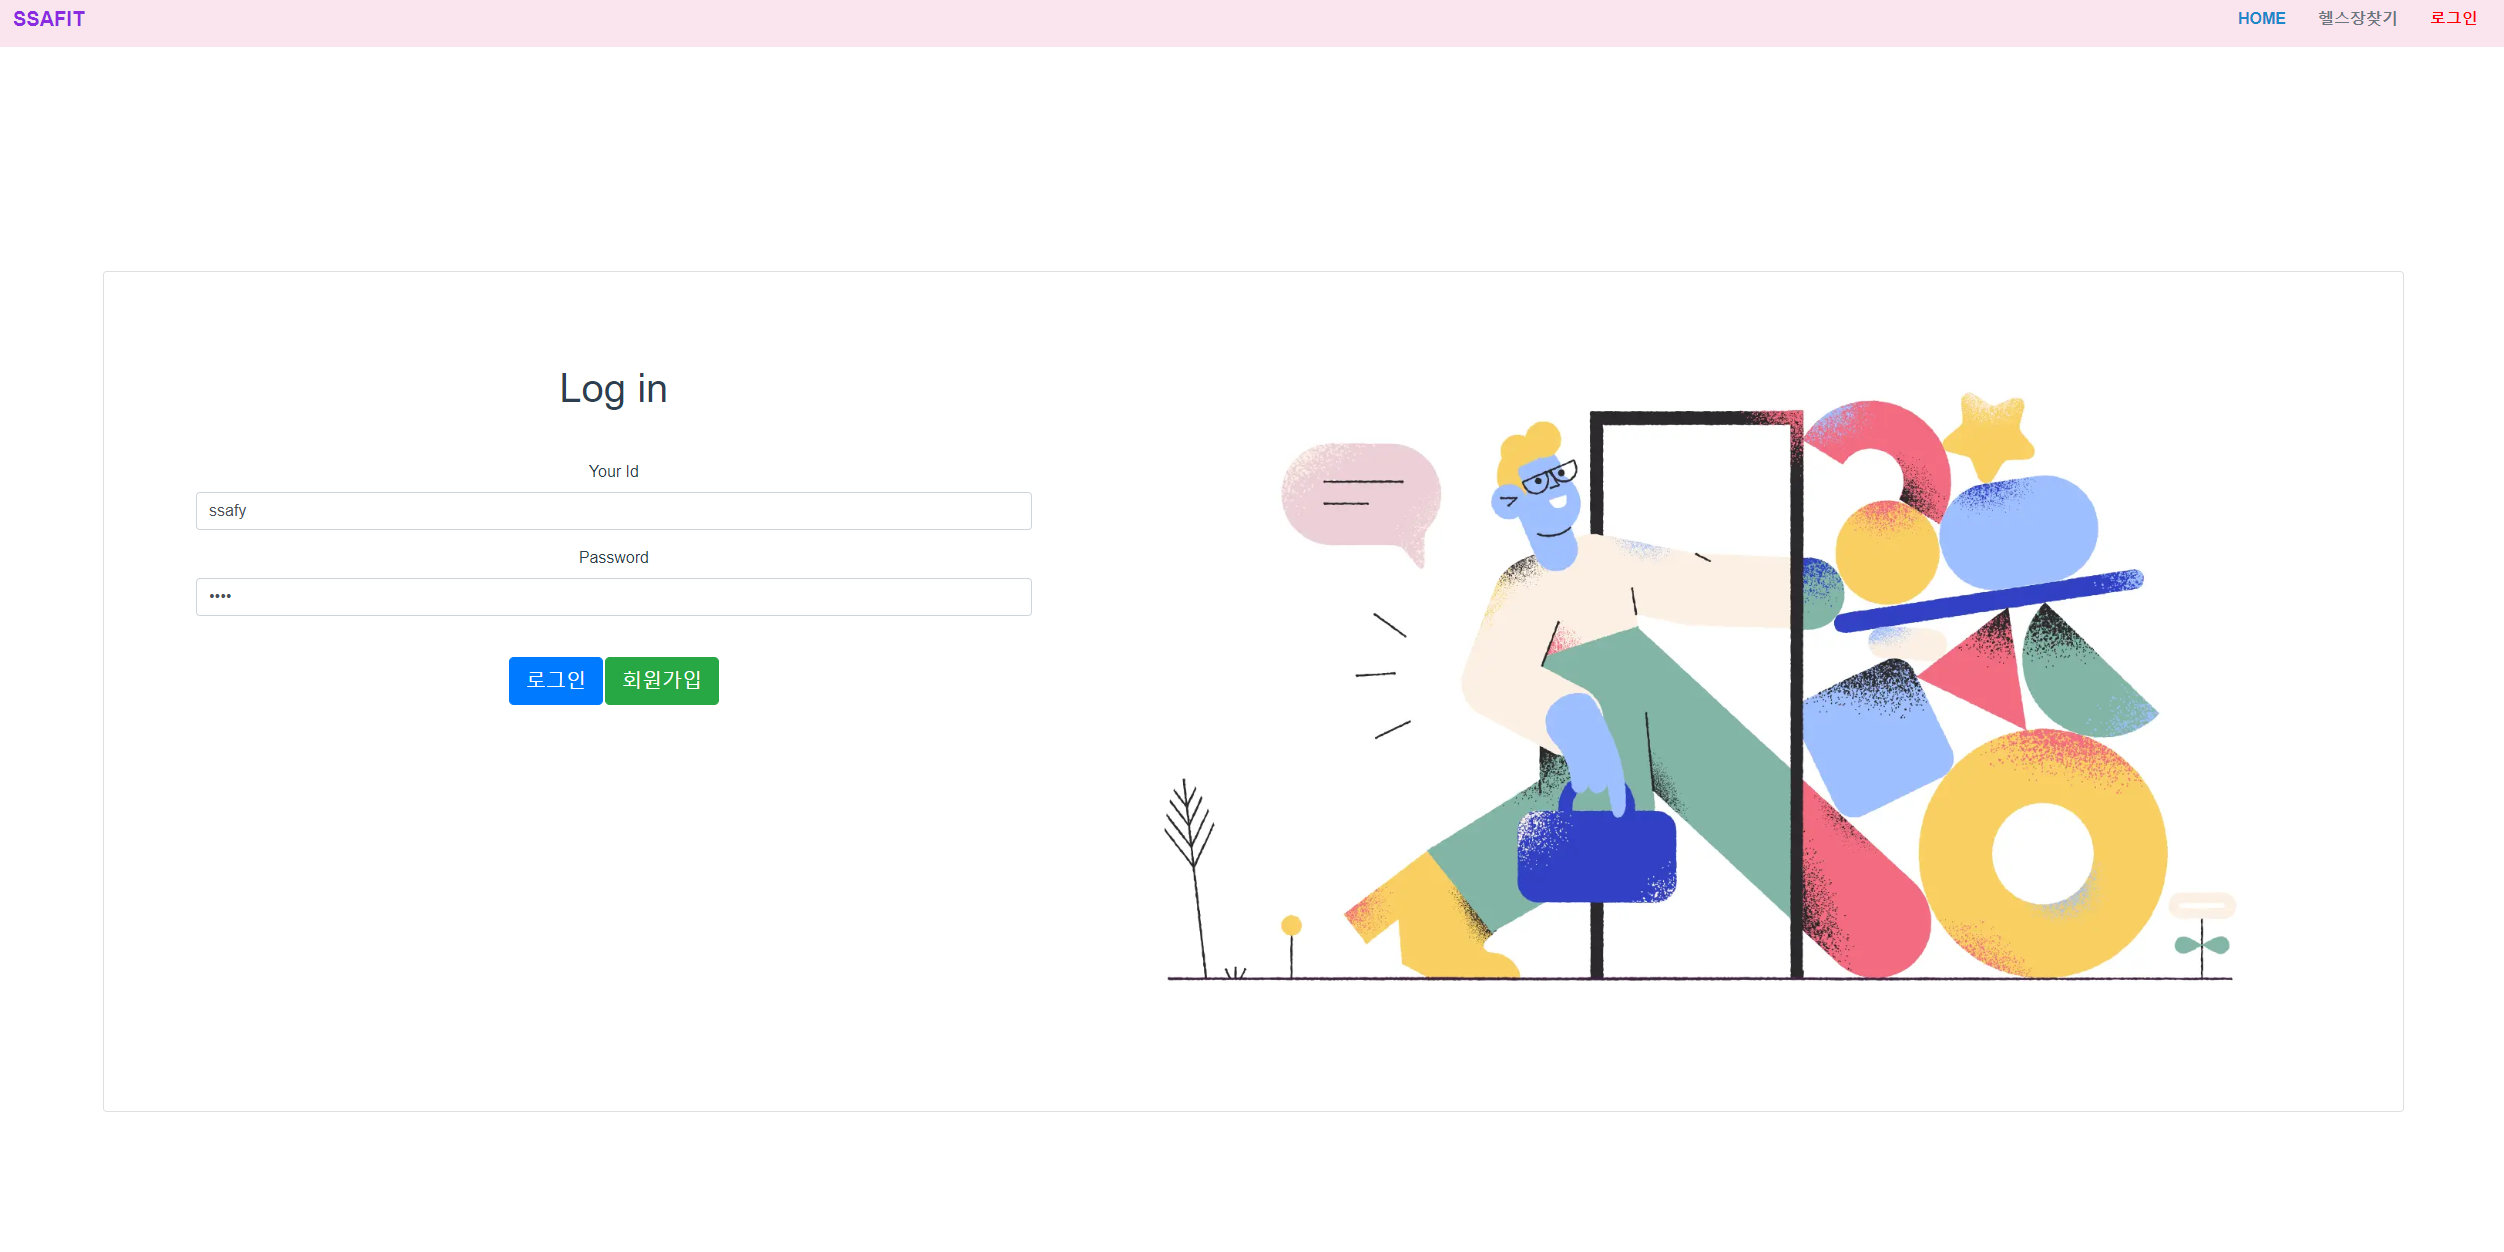 SSAFIT
HOME 헬스장찾기 로그인
Log in
Your Id
ssafy
Password
••••
로그인 회원가입